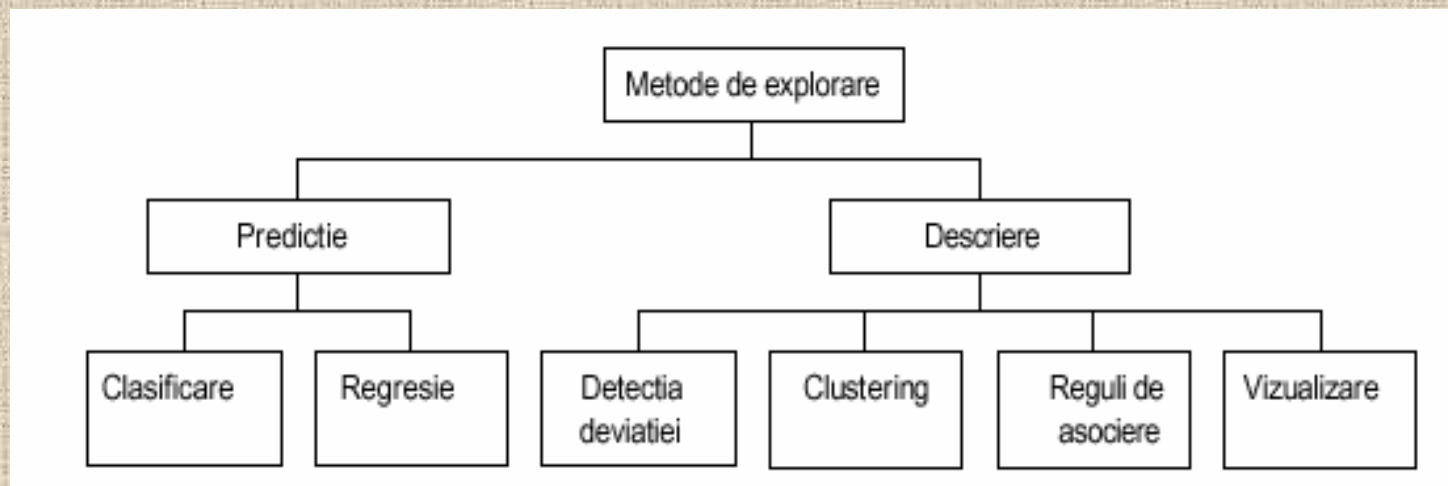 Metode de explorare
Predictie
Descriere
Clasificare
Regresie
Detectia
deviatiei
Clustering
Reguli de
asociere
Vizualizare